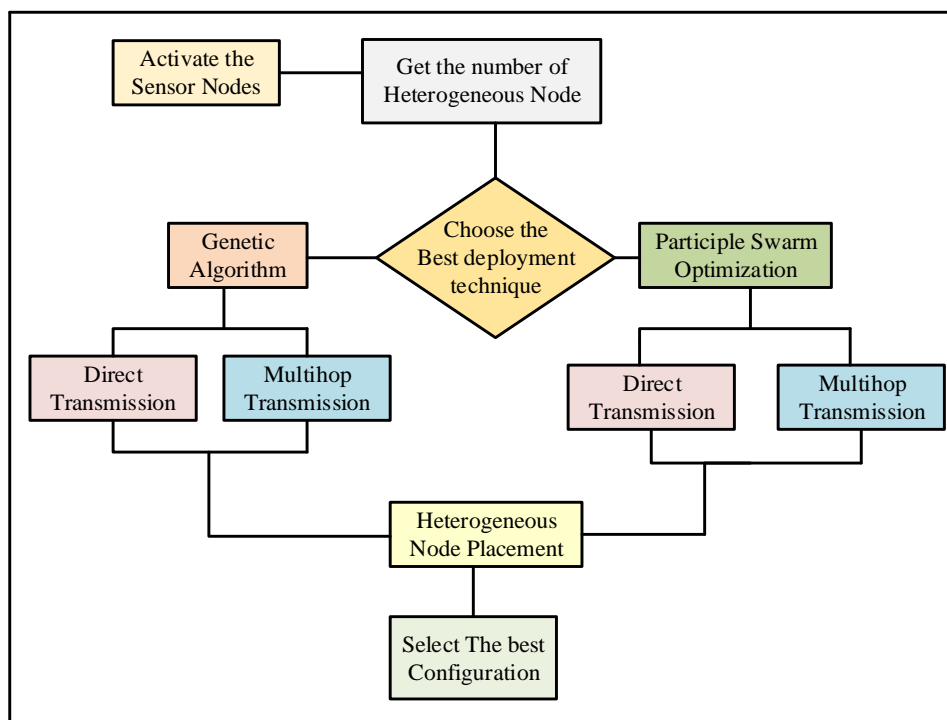 Activate the
Sensor Nodes
Get the number of
Heterogeneous Node
Choose the
Best deployment
technique
Genetic
Algorithm
Participle Swarm
Optimization
Direct
Transmission
Multihop
Transmission
Direct
Transmission
Multihop
Transmission
Heterogeneous
Node Placement
Select The best
Configuration